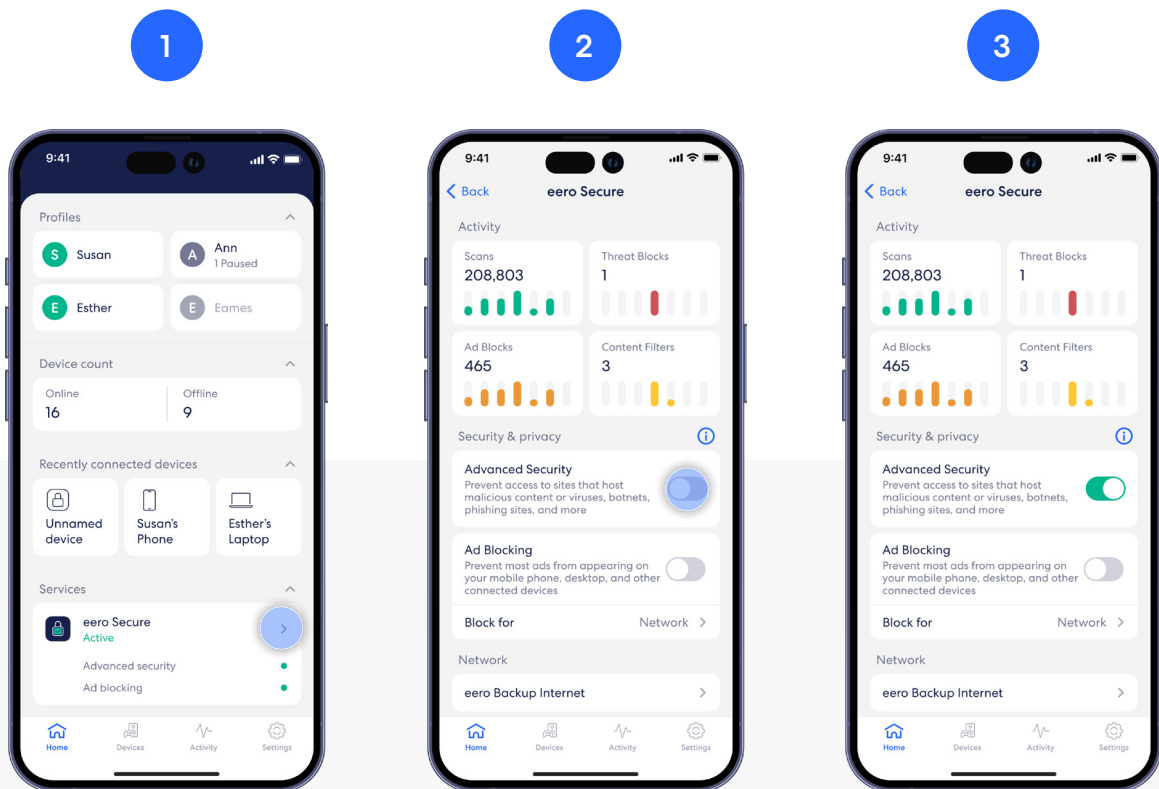 1
2
3
9:41
Profiles
S Susan
A Ann
1 Paused
E Esther
E Eames
Device count
Online
16
Offline
9
Recently connected devices
Unnamed
device
Susan's
Phone
Esther's
Laptop
Services
eero Secure
Active
Advanced security
Ad blocking
Home
Devices
Activity
Settings
9:41
Back
eero Secure
Activity
Scans
208,803
Threat Blocks
1
Ad Blocks
465
Content Filters
3
Security & privacy
Advanced Security
Prevent access to sites that host
malicious content or viruses, botnets,
phishing sites, and more
Ad Blocking
Prevent most ads from appearing on
your mobile phone, desktop, and other
connected devices
Block for
Network
Network
eero Backup Internet
Home
Devices
Activity
Settings
9:41
Back
eero Secure
Activity
Scans
208,803
Threat Blocks
1
Ad Blocks
465
Content Filters
3
Security & privacy
Advanced Security
Prevent access to sites that host
malicious content or viruses, botnets,
phishing sites, and more
Ad Blocking
Prevent most ads from appearing on
your mobile phone, desktop, and other
connected devices
Block for
Network
Network
eero Backup Internet
Home
Devices
Activity
Settings